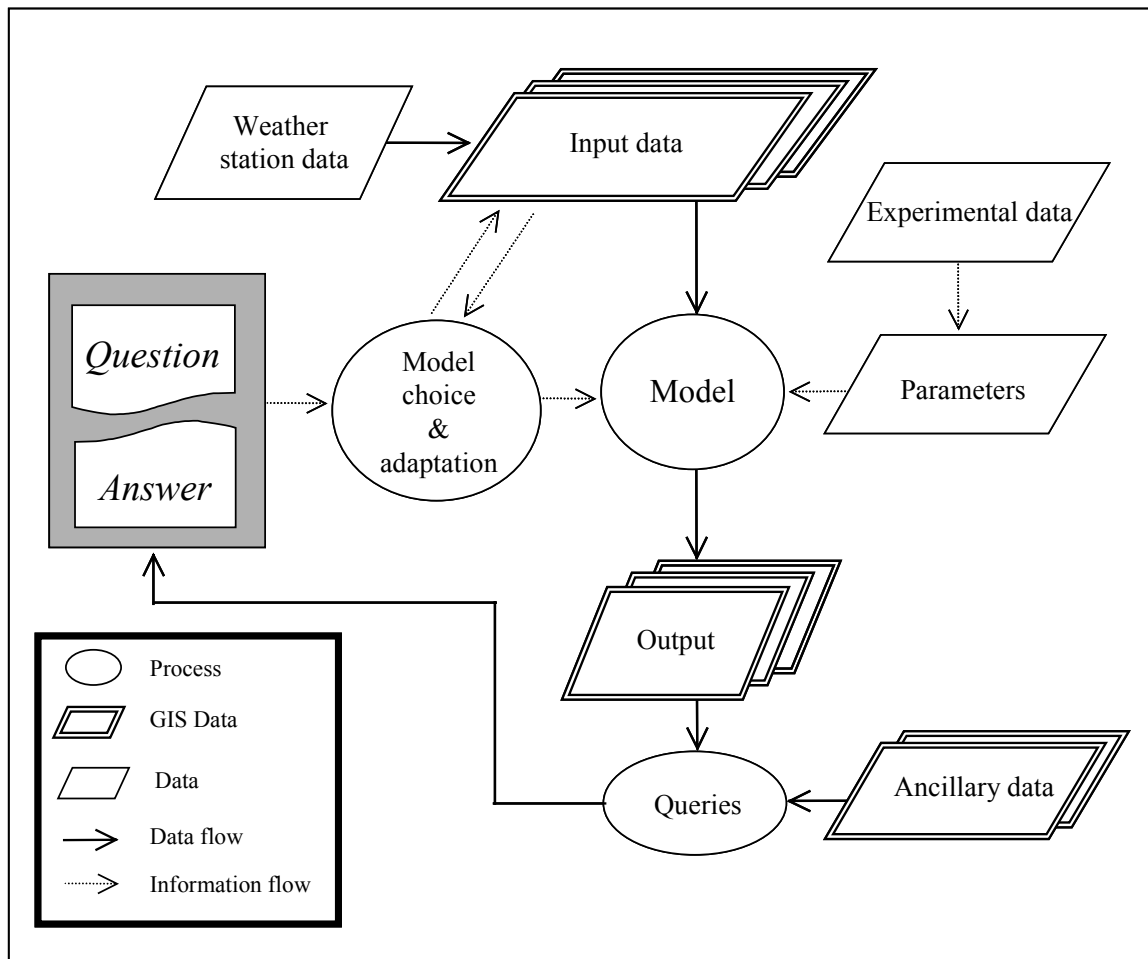 Weather
station data
Input data
Experimental data
Question
Answer
Model
choice
&
adaptation
Model
Parameters
Output
Queries
Ancillary data
Process
GIS Data
Data
Data flow
Information flow